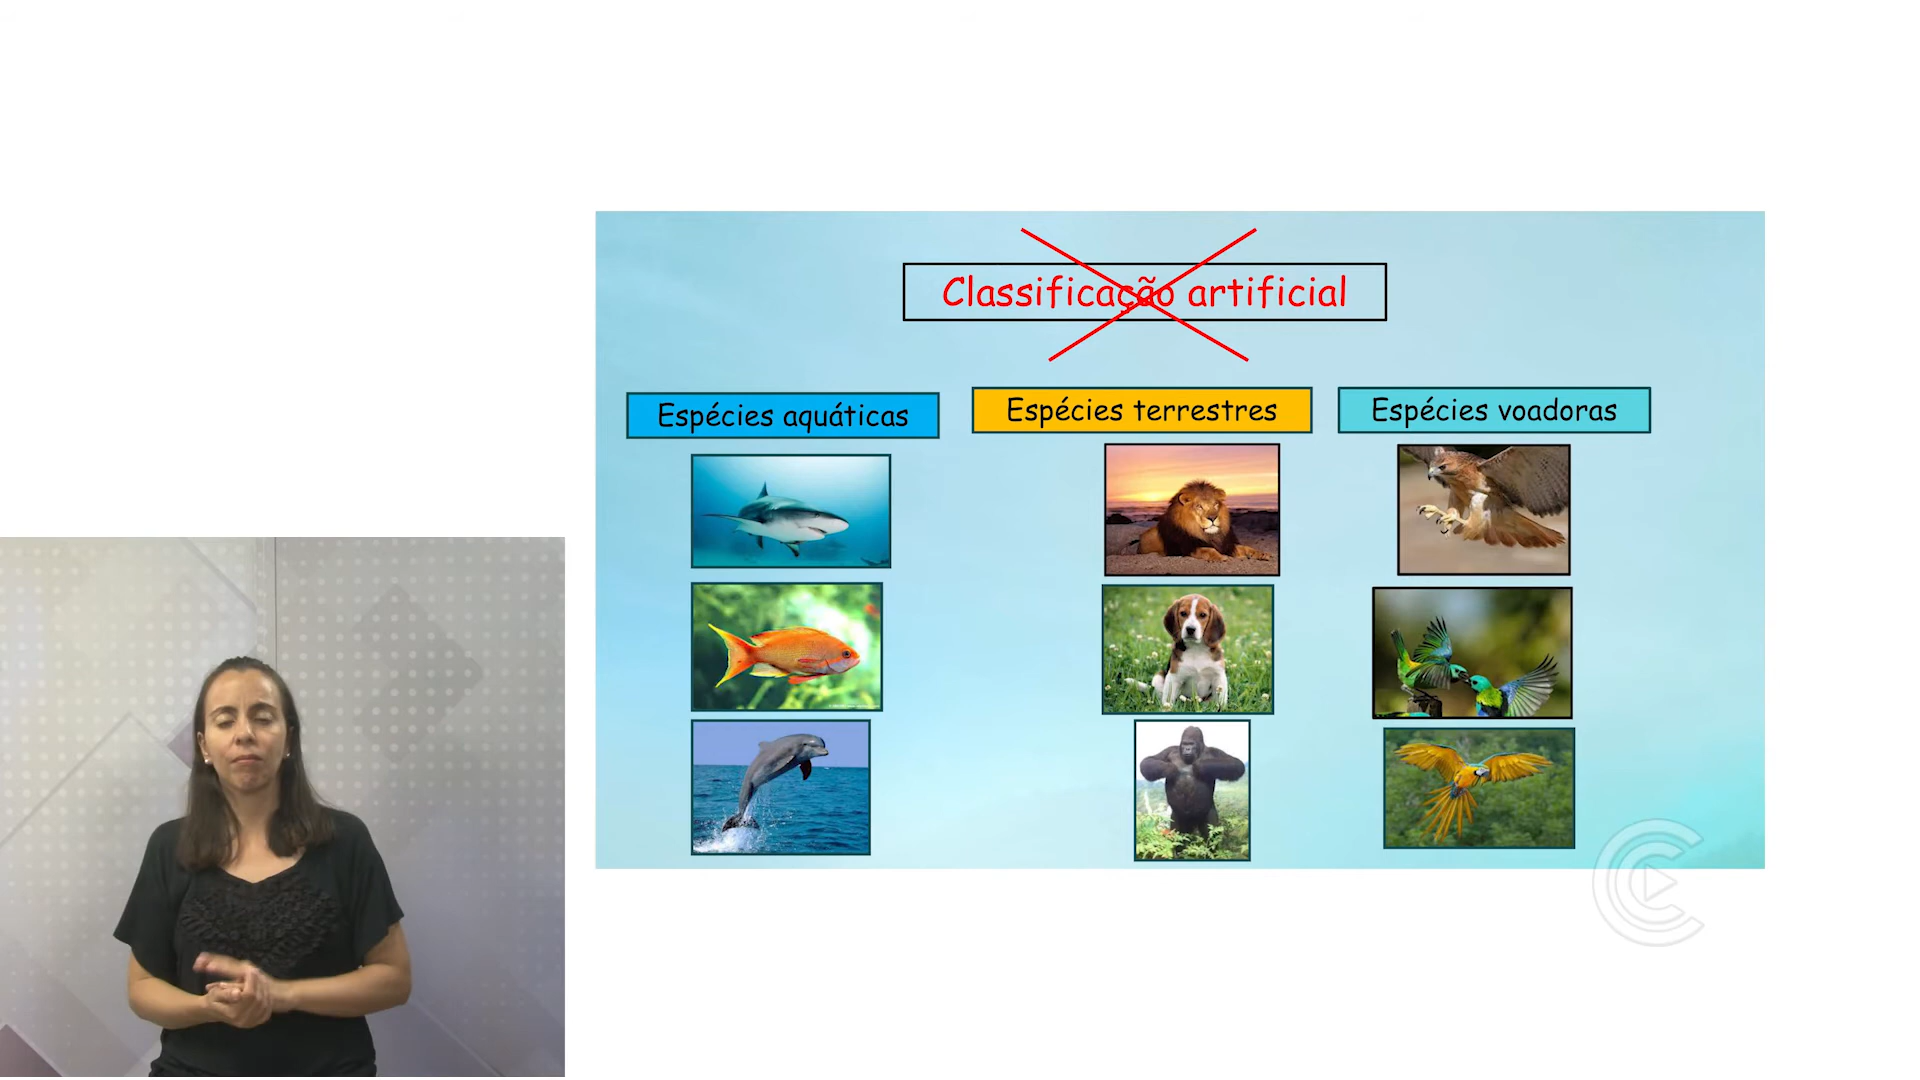 Classificação artificial
Espécies aquáticas
Espécies terrestres
Espécies voadoras